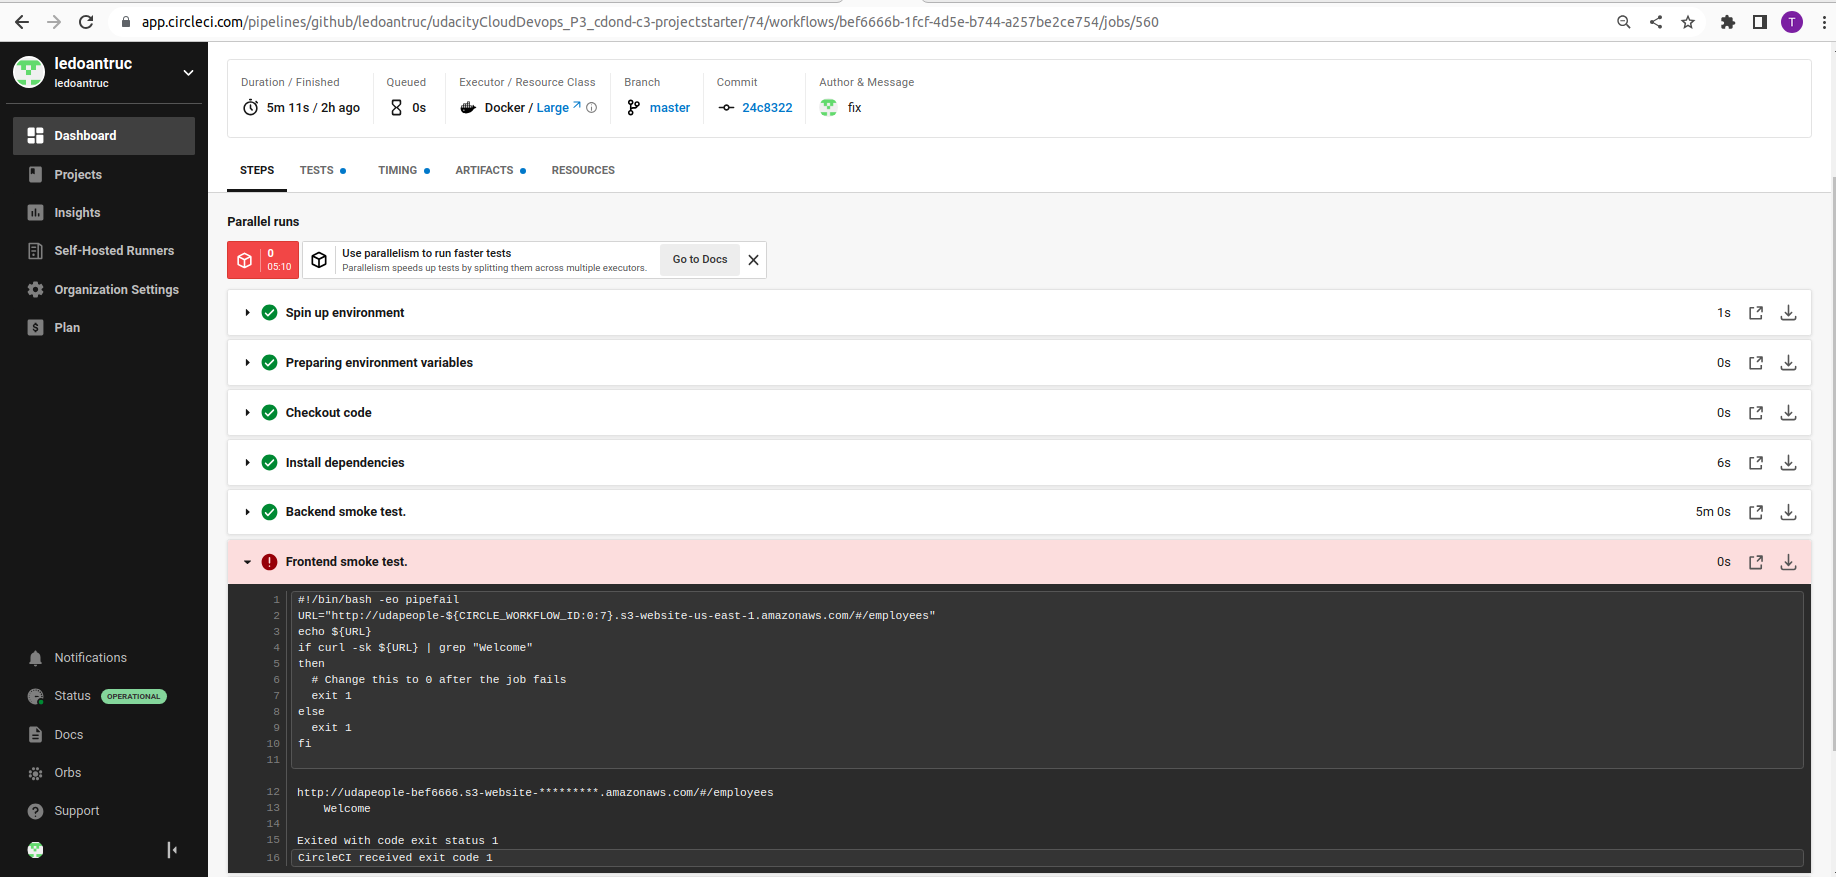 app.circleci.com/pipelines/github/ledoantruc/udacityCloudDevops_P3_cdond-c3-projectstarter/74/workflows/bef6666b-1fcf-4d5e-b744-a257be2ce754/jobs/560
T
ledoantruc
ledoantruc
Dashboard
Projects
Insights
Self-Hosted Runners
Organization Settings
Plan
Notifications
Status OPERATIONAL
Docs
Orbs
Support
Duration / Finished
5m 11s / 2h ago
Queued
0s
Executor / Resource Class
Docker / Large
Branch
master
Commit
24c8322
Author & Message
fix
STEPS TESTS TIMING ARTIFACTS RESOURCES
Parallel runs
0
05:10
Use parallelism to run faster tests
Parallelism speeds up tests by splitting them across multiple executors.
Go to Docs
Spin up environment 1s
Preparing environment variables 0s
Checkout code 0s
Install dependencies 6s
Backend smoke test. 5m 0s
Frontend smoke test. 0s
1 #!/bin/bash -eo pipefail
2 URL="http://udapeople-${CIRCLE_WORKFLOW_ID:0:7}.s3-website-us-east-1.amazonaws.com/#/employees"
3 echo ${URL}
4 if curl -sk ${URL} | grep "Welcome"
5 then
6 # Change this to 0 after the job fails
7 exit 1
8 else
9 exit 1
10 fi
11
12 http://udapeople-bef6666.s3-website-*********.amazonaws.com/#/employees
13 Welcome
14
15 Exited with code exit status 1
16 CircleCI received exit code 1